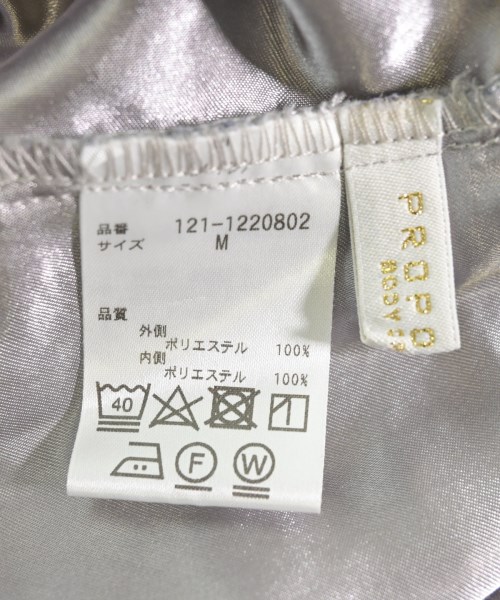 品番 121-1220802
サイズ M
品質
外側
ポリエステル 100%
内側
ポリエステル 100%
40
F W
PROPO
BODY